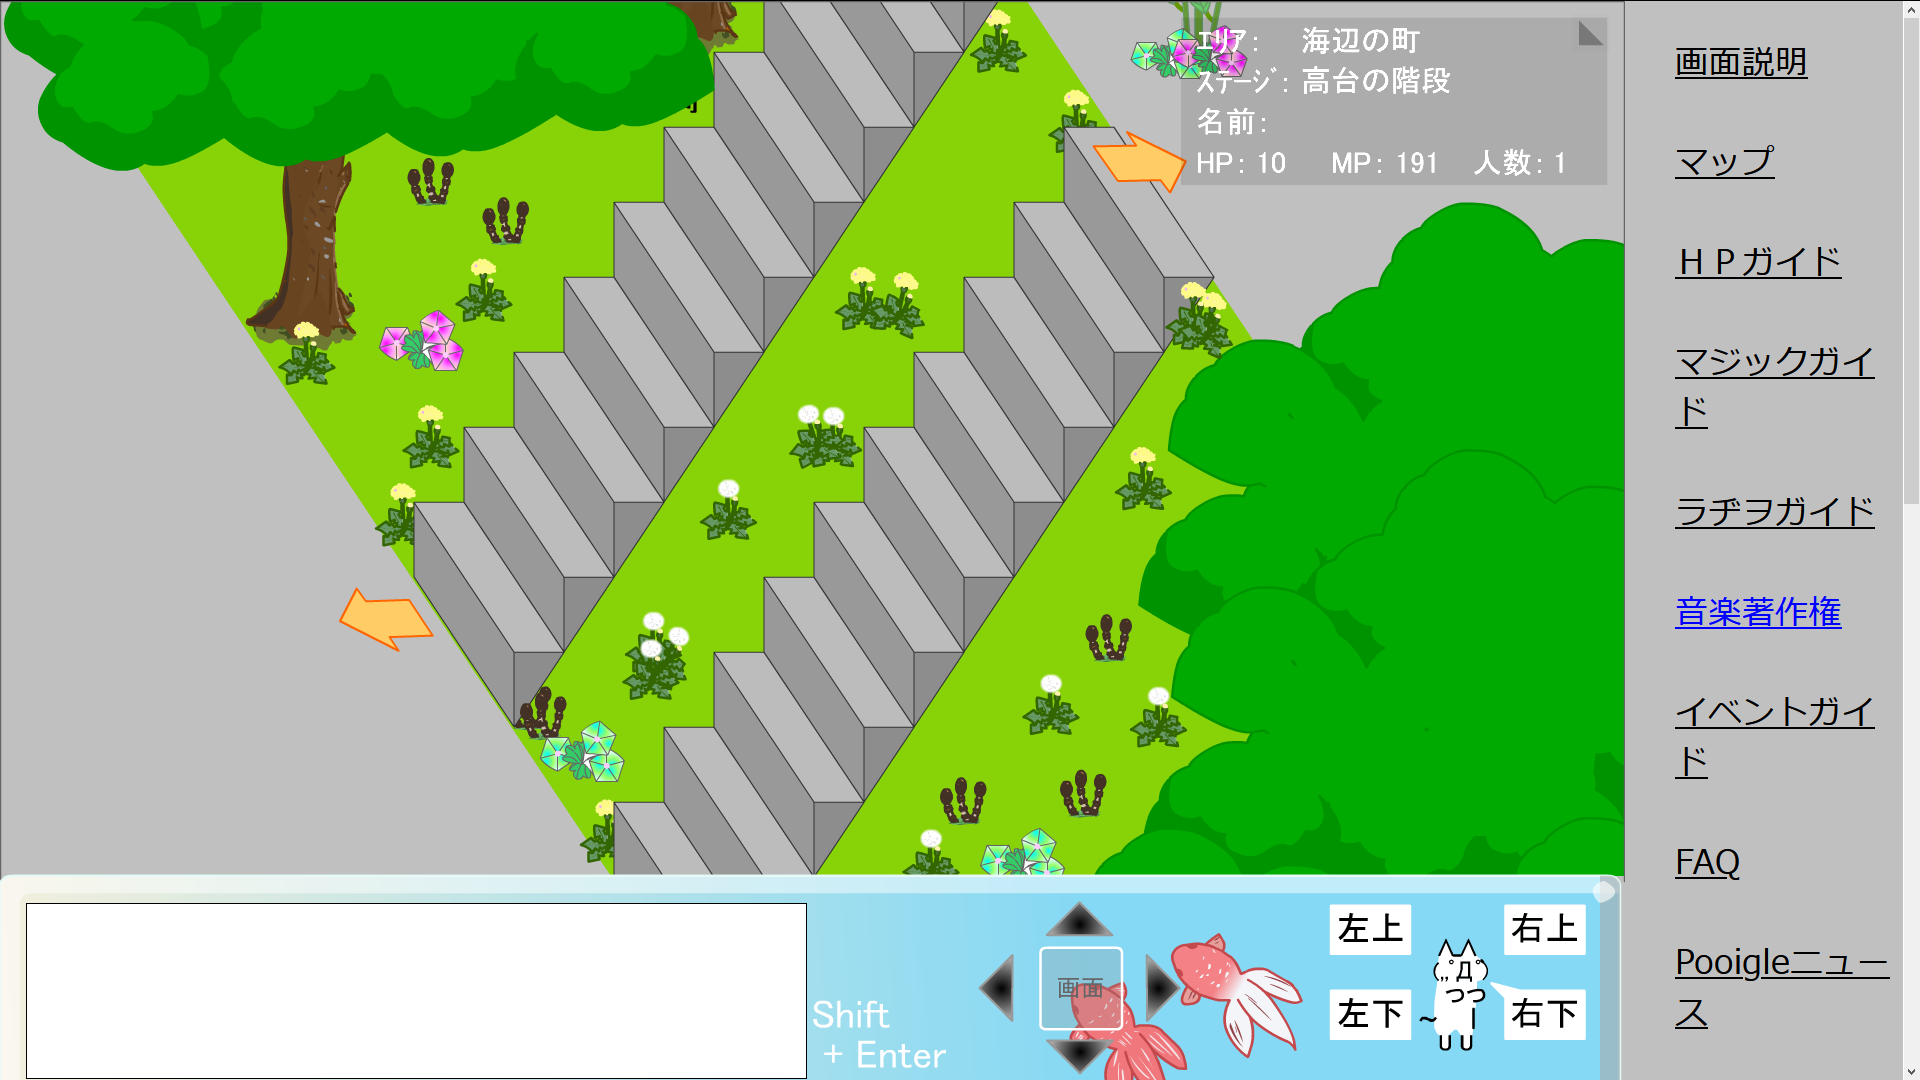 ｴﾘｱ: 海辺の町
ｽﾃｰｼﾞ: 高台の階段
名前:
HP: 10 MP: 191 人数: 1
画面説明
マップ
ＨＰガイド
マジックガイ
ド
ラヂヲガイド
音楽著作権
イベントガイ
ド
FAQ
Pooigleニュー
ス
Shift
+ Enter
画面
左上
右上
左下
右下